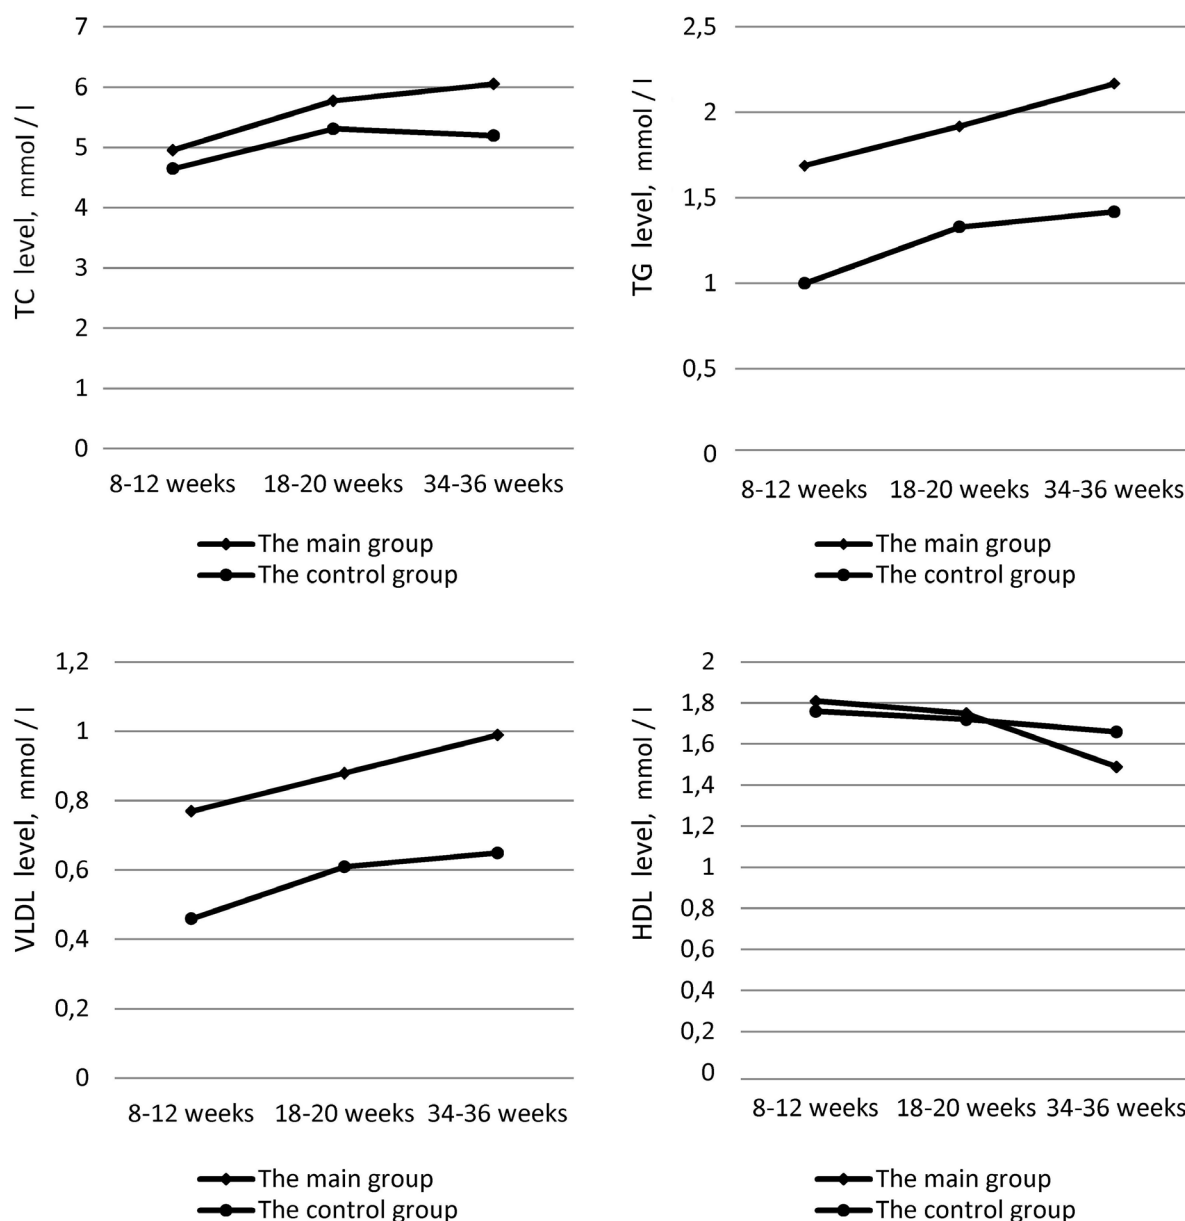 TC level, mmol / l
7
6
5
4
3
2
1
0
8-12 weeks 18-20 weeks 34-36 weeks
The main group
The control group
TG level, mmol / l
2,5
2
1,5
1
0,5
0
8-12 weeks 18-20 weeks 34-36 weeks
The main group
The control group
VLDL level, mmol / l
1,2
1
0,8
0,6
0,4
0,2
0
8-12 weeks 18-20 weeks 34-36 weeks
The main group
The control group
HDL level, mmol / l
2
1,8
1,6
1,4
1,2
1
0,8
0,6
0,4
0,2
0
8-12 weeks 18-20 weeks 34-36 weeks
The main group
The control group